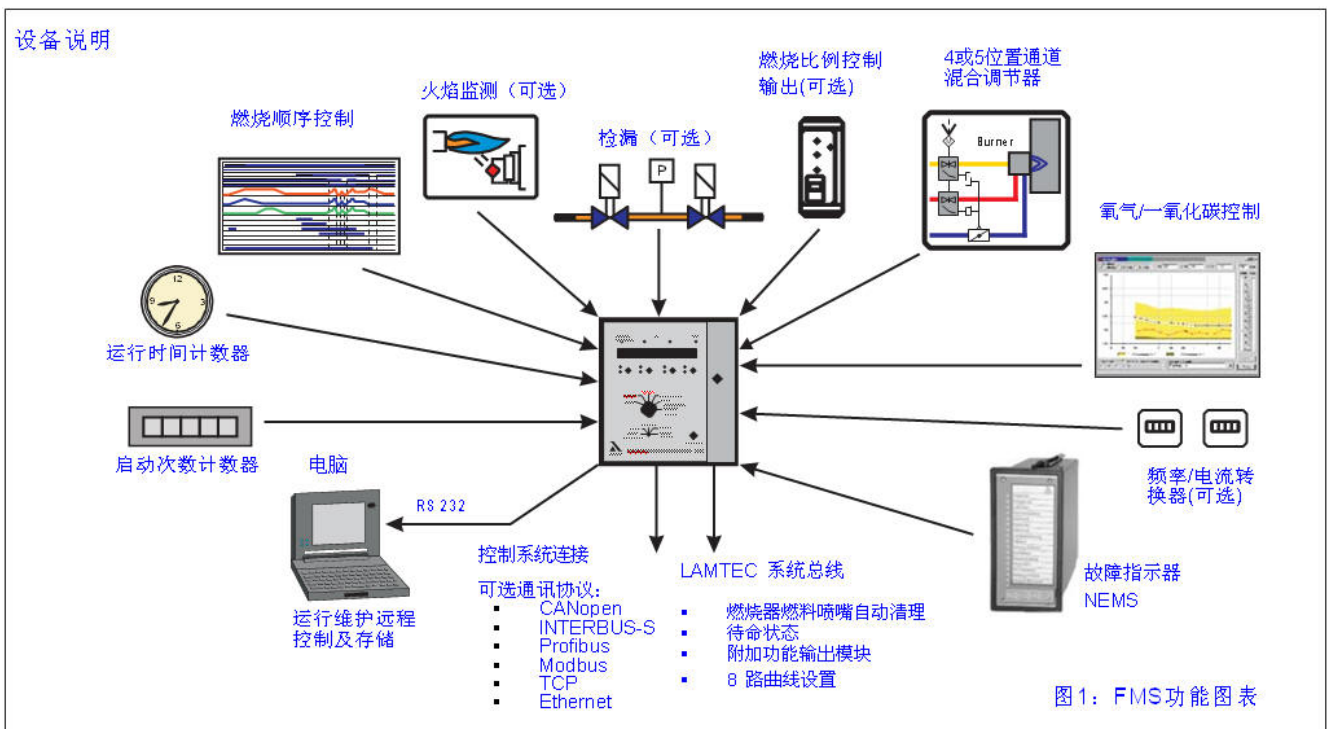 设备说明
燃烧顺序控制
火焰监测（可选）
检漏（可选）
燃烧比例控制
输出(可选)
4或5位置通道
混合调节器
P
Burner
氧气/一氧化碳控制
12
9
3
6
运行时间计数器
启动次数计数器
电脑
RS 232
运行维护远程
控制及存储
控制系统连接
可选通讯协议：
▪ CANopen
▪ INTERBUS-S
▪ Profibus
▪ Modbus
▪ TCP
▪ Ethernet
LAMTEC 系统总线
▪ 燃烧器燃料喷嘴自动清理
▪ 待命状态
▪ 附加功能输出模块
▪ 8 路曲线设置
频率/电流转
换器(可选)
故障指示器
NEMS
图1：FMS功能图表